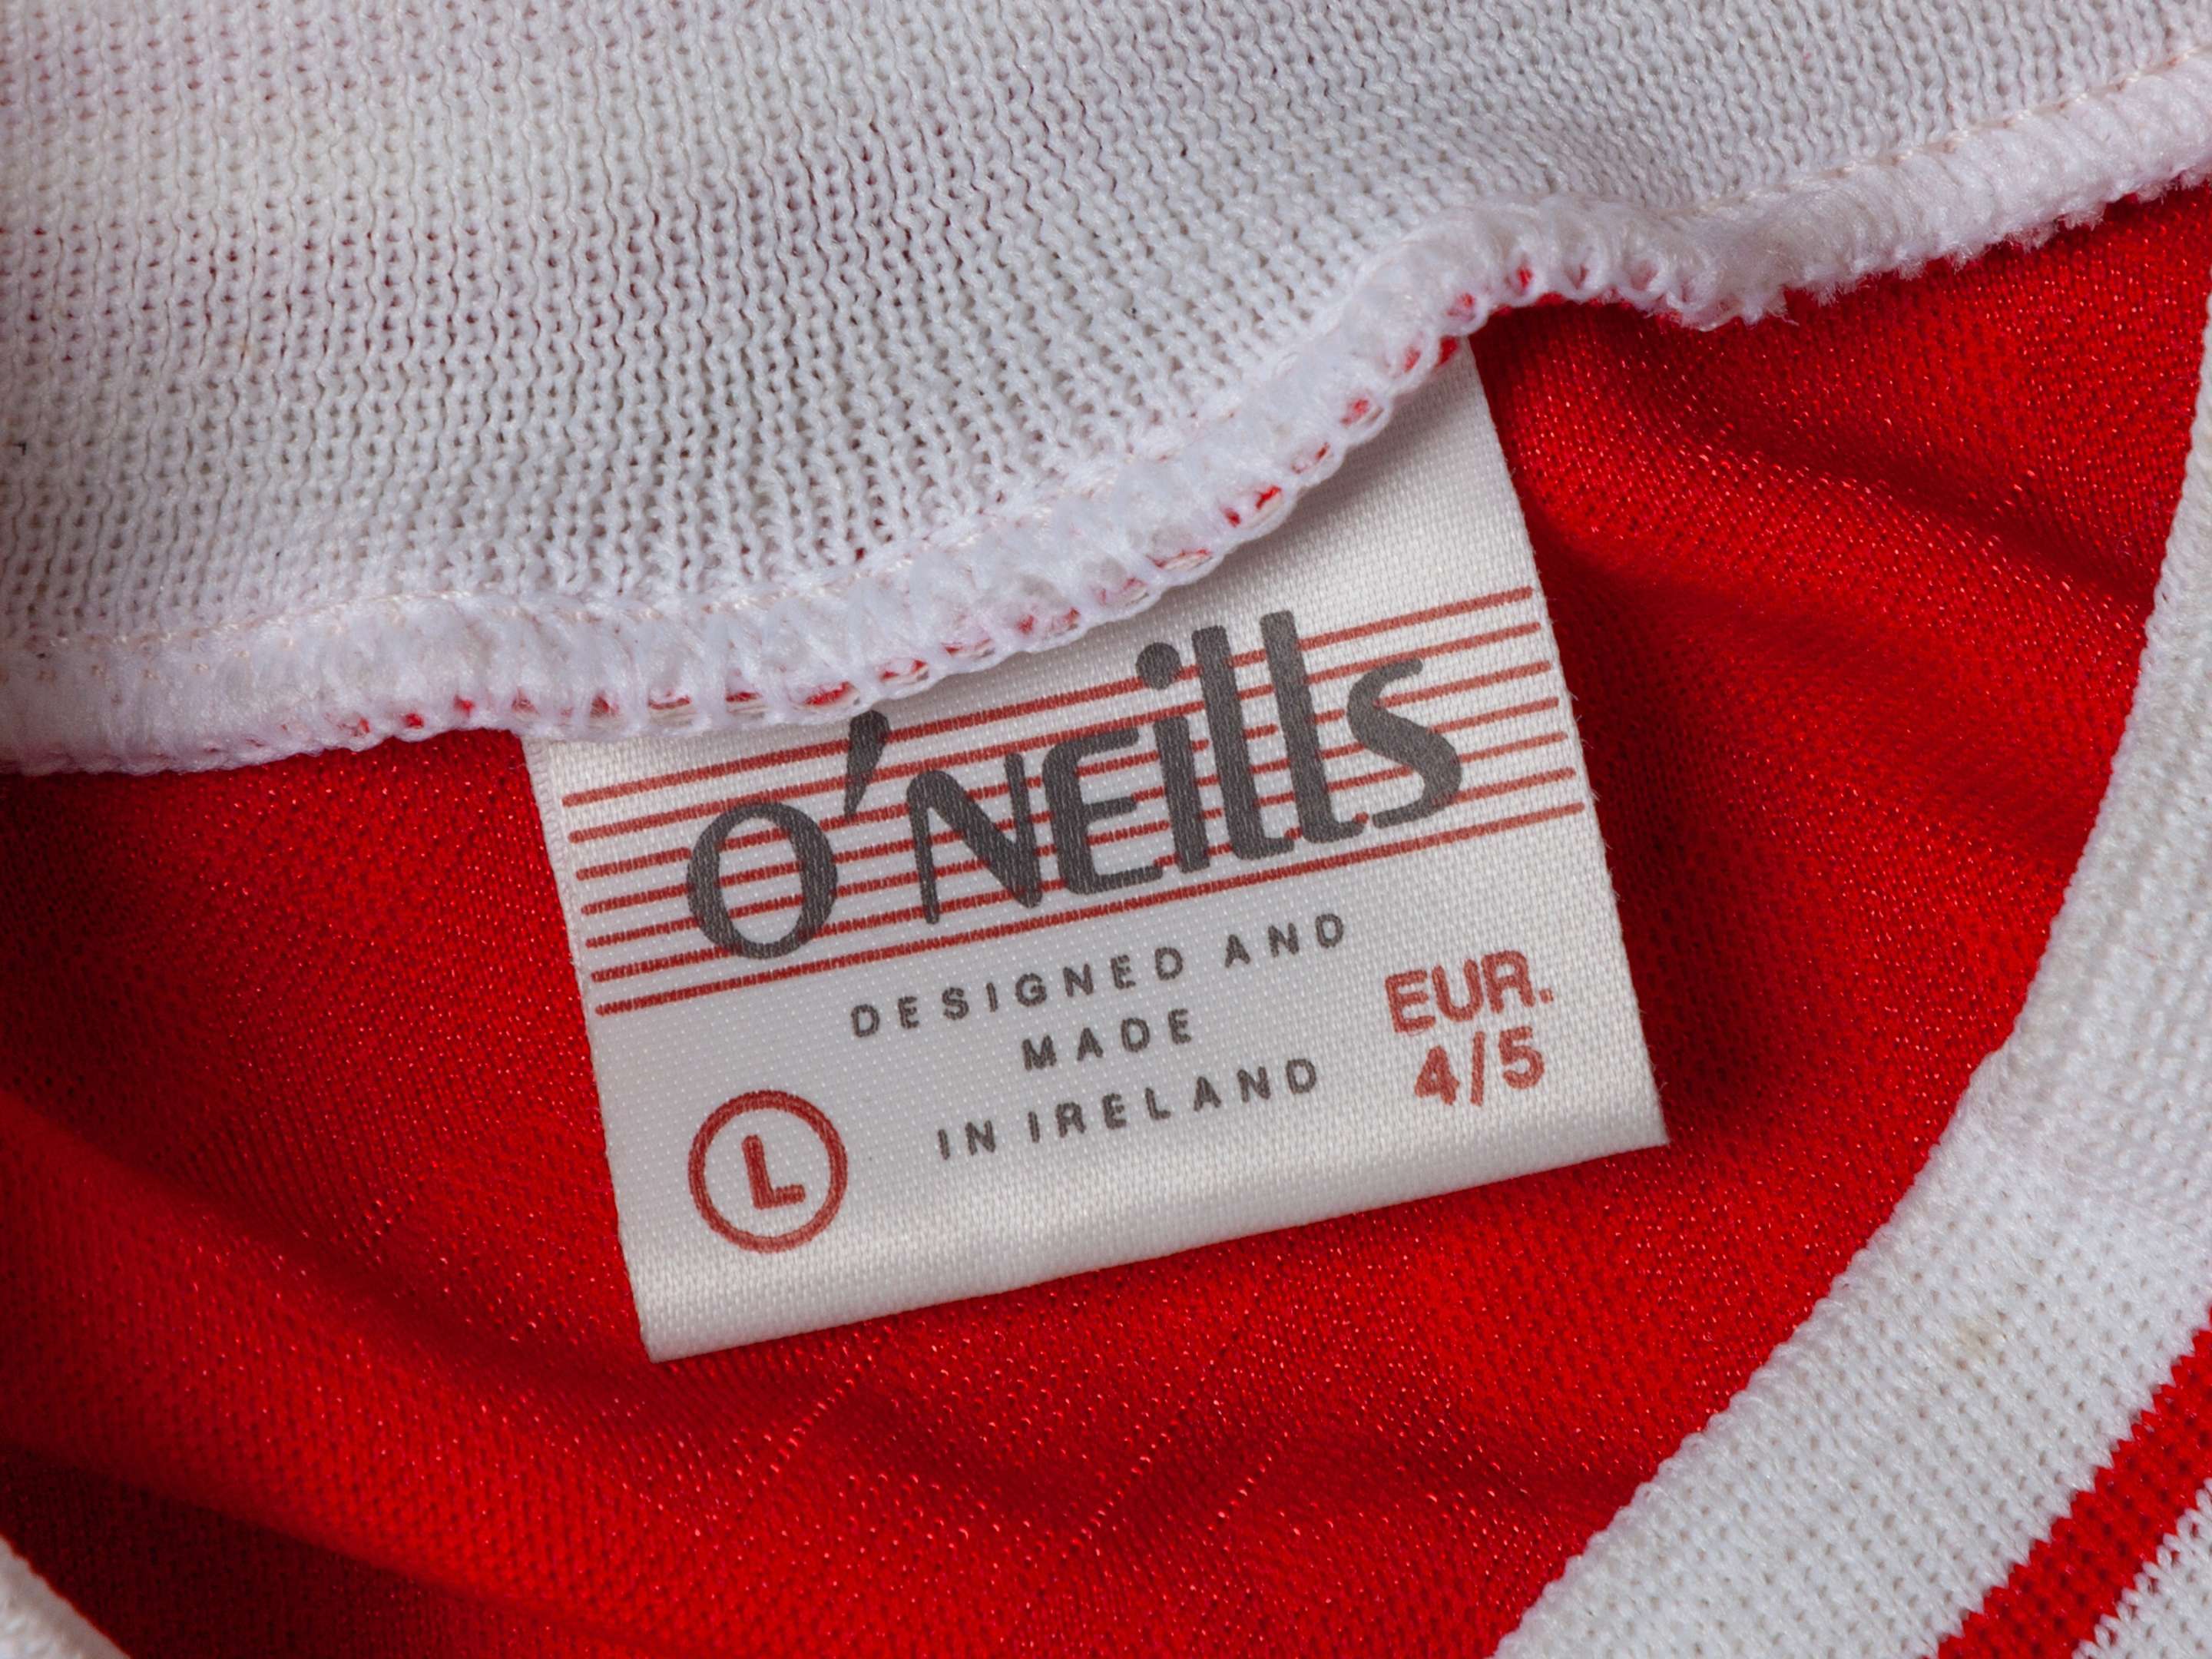 O'NEills
DESIGNED AND
MADE
IN IRELAND
EUR.
4/5
L